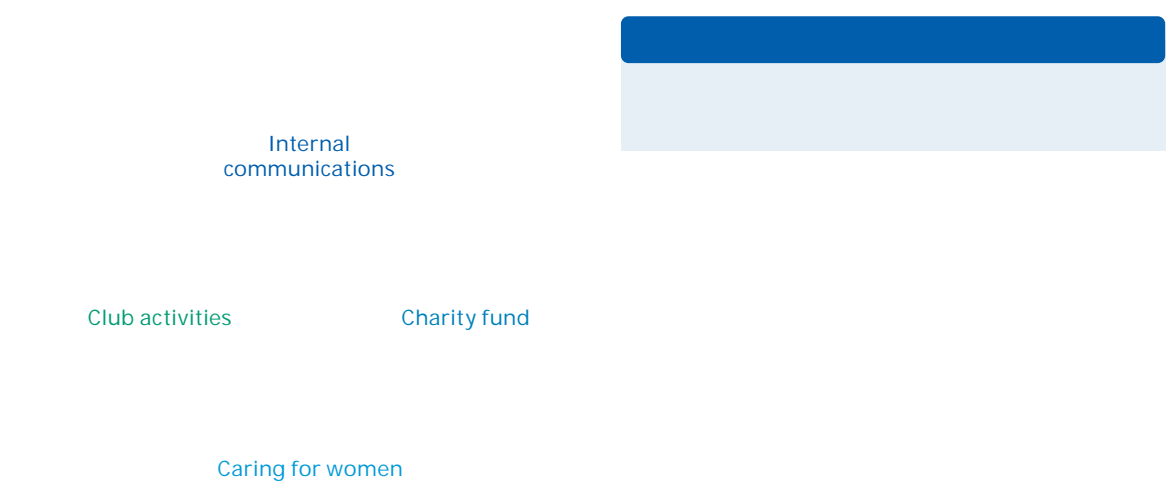 Internal
communications
Club activities
Charity fund
Caring for women